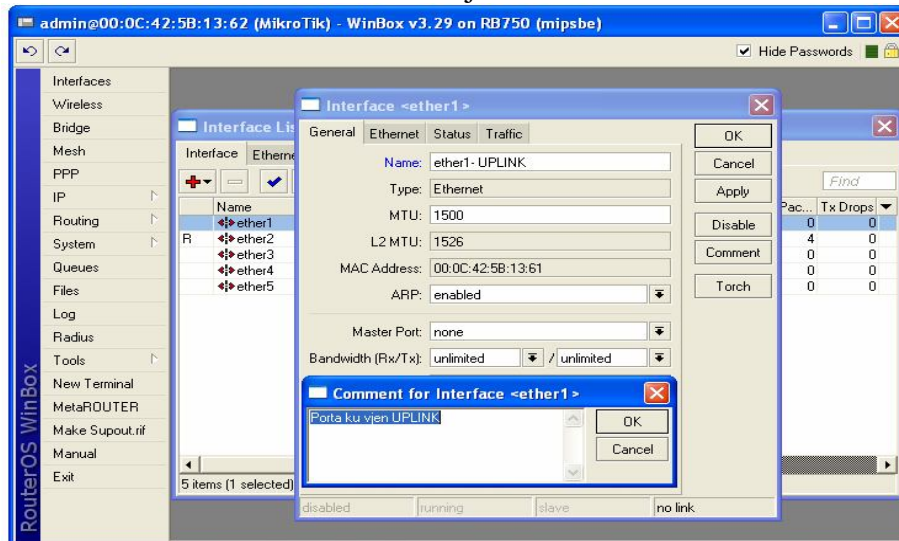 admin@00:0C:42:5B:13:62 (MikroTik) - WinBox v3.29 on RB750 (mipsbe)
Hide Passwords
RouterOS WinBox
Interfaces
Wireless
Bridge
Mesh
PPP
IP
Routing
System
Queues
Files
Log
Radius
Tools
New Terminal
MetaROUTER
Make Supout.rif
Manual
Exit
Interface Lis
Interface Etherne
Find
Name
Pac... Tx Drops
ether1 0 0
R ether2 4 0
ether3 0 0
ether4 0 0
ether5 0 0
5 items (1 selected)
Interface <ether1>
General Ethernet Status Traffic
Name: ether1- UPLINK
Type: Ethernet
MTU: 1500
L2 MTU: 1526
MAC Address: 00:0C:42:5B:13:61
ARP: enabled
Master Port: none
Bandwidth (Rx/Tx): unlimited / unlimited
OK
Cancel
Apply
Disable
Comment
Torch
Comment for Interface <ether1>
Porta ku vjen UPLINK
OK
Cancel
disabled running slave no link